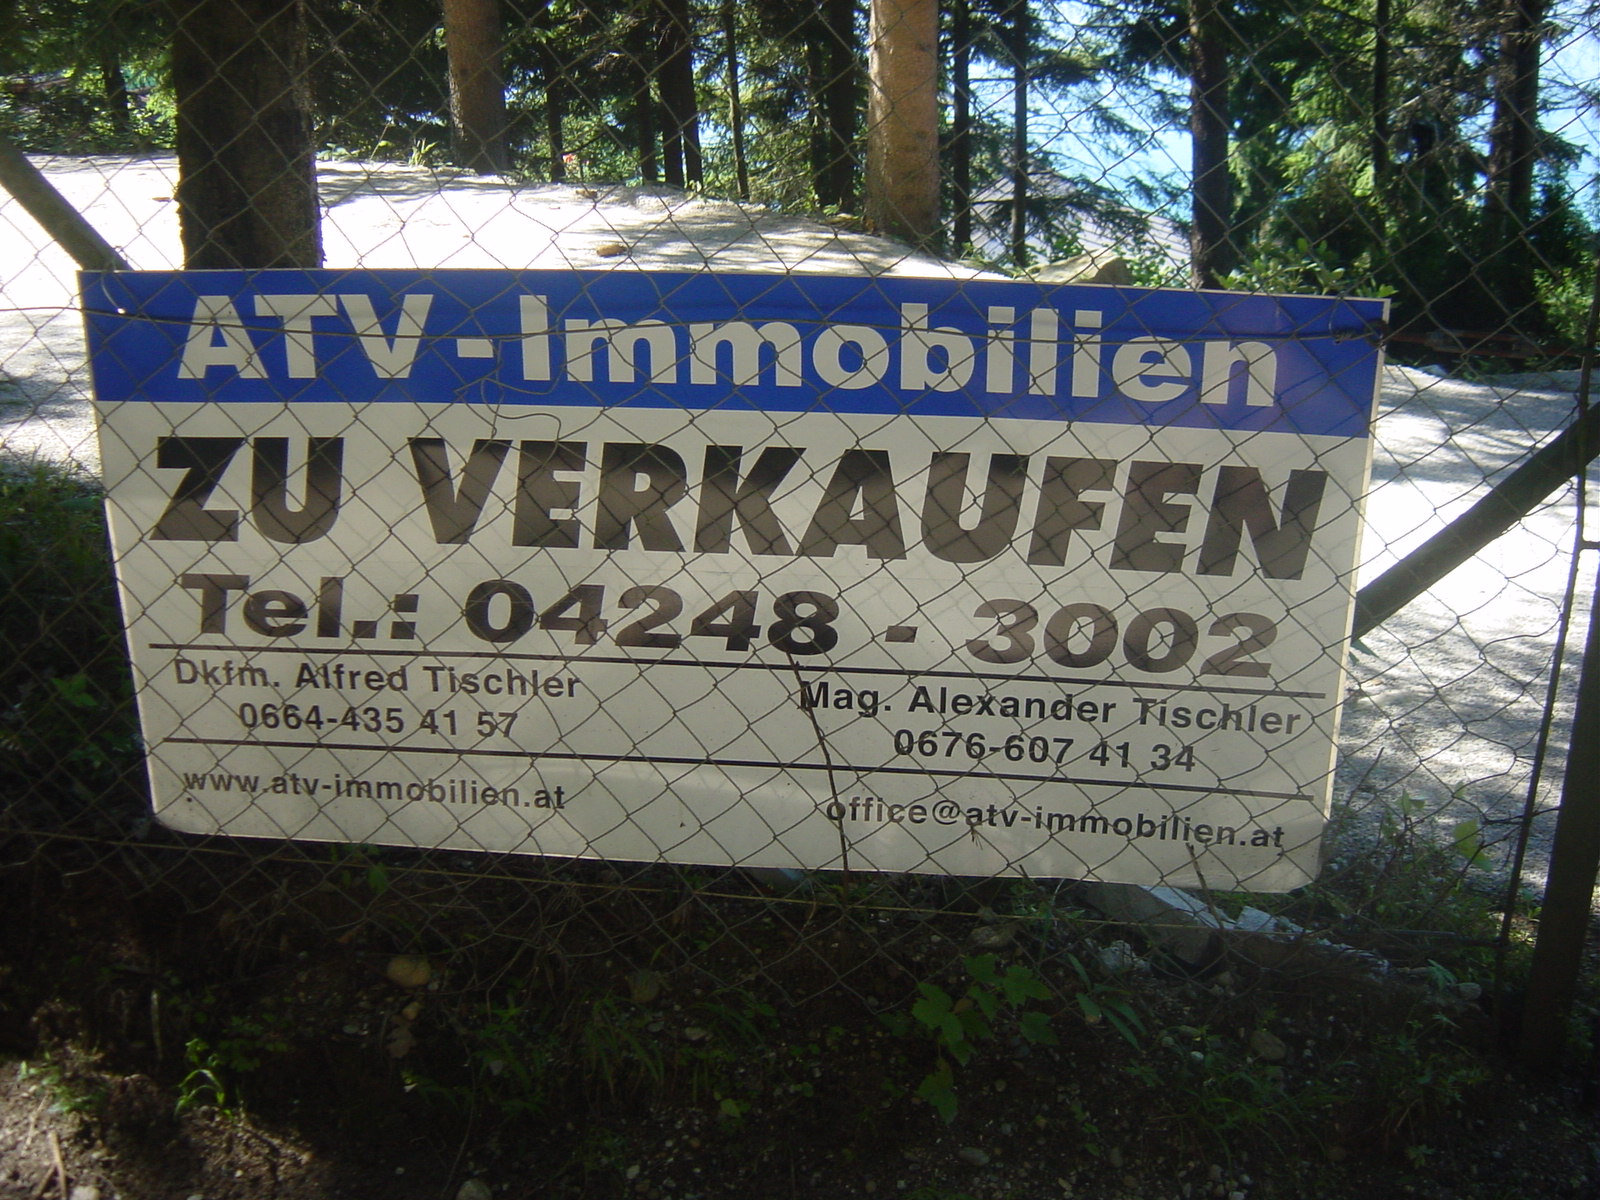 ATV-Immobilien
ZU VERKAUFEN
Tel.: 04248 - 3002
Dkfm. Alfred Tischler
0664-435 41 57
Mag. Alexander Tischler
0676-607 41 34
www.atv-immobilien.at
office@atv-immobilien.at